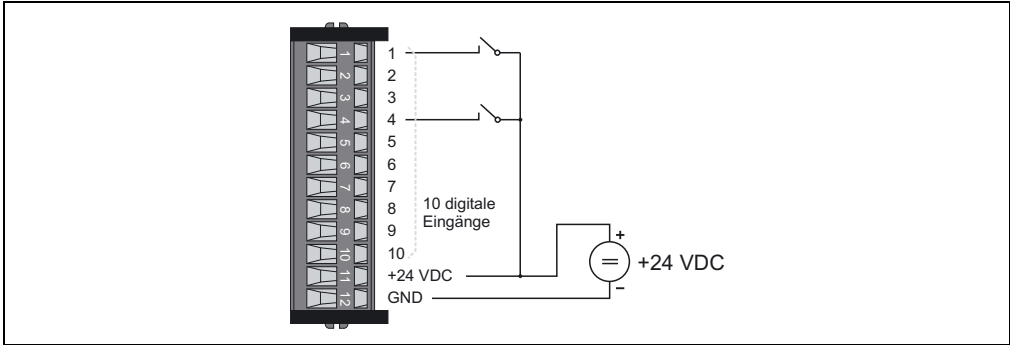 1 1
2 2
3 3
4 4
5 5
6 6
7 7
8 8
10 digitale
Eingänge
9 9
10 10
+
11 +24 VDC
= +24 VDC
12 GND
–